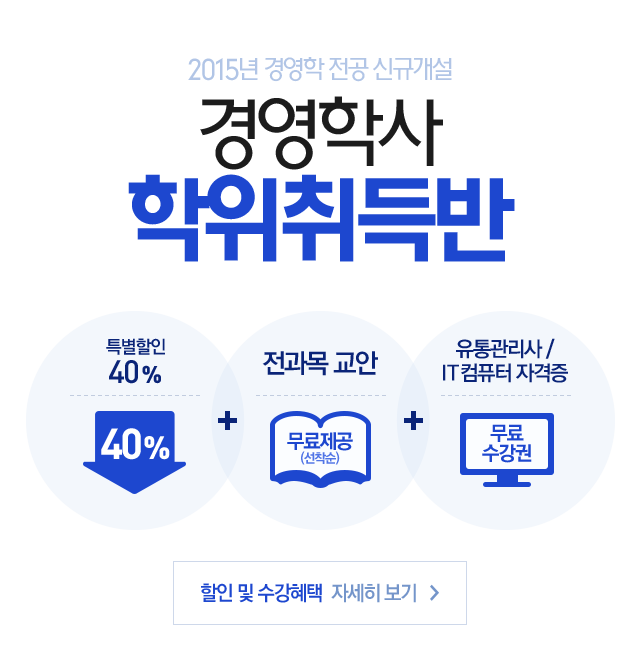 2015년 경영학 전공 신규개설
경영학사
학위취득반
특별할인
40%
40%
전과목 교안
무료제공
(선착순)
유통관리사 /
IT컴퓨터 자격증
무료
수강권
할인 및 수강혜택 자세히 보기 >